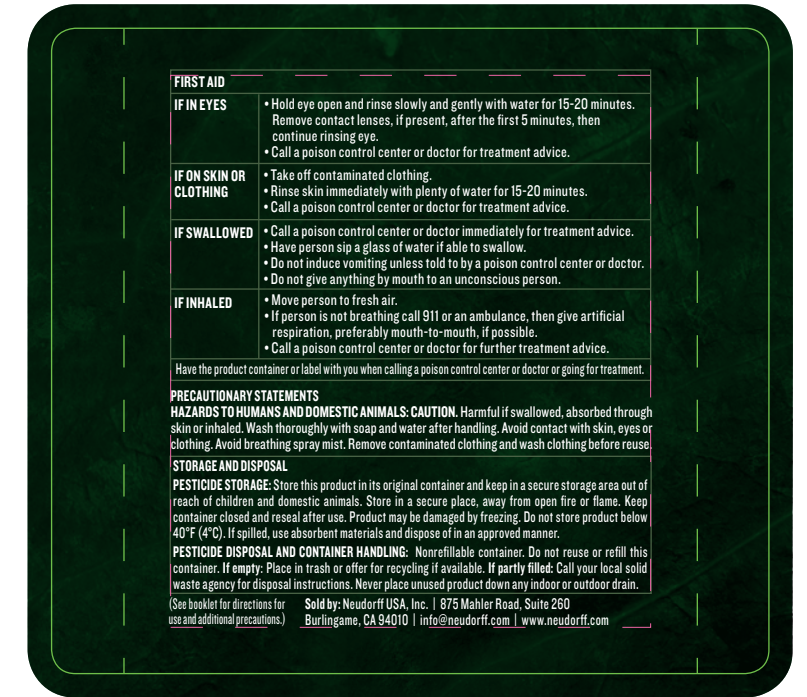 FIRST AID
IF IN EYES
• Hold eye open and rinse slowly and gently with water for 15-20 minutes.
Remove contact lenses, if present, after the first 5 minutes, then
continue rinsing eye.
• Call a poison control center or doctor for treatment advice.
IF ON SKIN OR
CLOTHING
• Take off contaminated clothing.
• Rinse skin immediately with plenty of water for 15-20 minutes.
• Call a poison control center or doctor for treatment advice.
IF SWALLOWED
• Call a poison control center or doctor immediately for treatment advice.
• Have person sip a glass of water if able to swallow.
• Do not induce vomiting unless told to by a poison control center or doctor.
• Do not give anything by mouth to an unconscious person.
IF INHALED
• Move person to fresh air.
• If person is not breathing call 911 or an ambulance, then give artificial
respiration, preferably mouth-to-mouth, if possible.
• Call a poison control center or doctor for further treatment advice.
Have the product container or label with you when calling a poison control center or doctor or going for treatment.
PRECAUTIONARY STATEMENTS
HAZARDS TO HUMANS AND DOMESTIC ANIMALS: CAUTION. Harmful if swallowed, absorbed through
skin or inhaled. Wash thoroughly with soap and water after handling. Avoid contact with skin, eyes or
clothing. Avoid breathing spray mist. Remove contaminated clothing and wash clothing before reuse.
STORAGE AND DISPOSAL
PESTICIDE STORAGE: Store this product in its original container and keep in a secure storage area out of
reach of children and domestic animals. Store in a secure place, away from open fire or flame. Keep
container closed and reseal after use. Product may be damaged by freezing. Do not store product below
40°F (4°C). If spilled, use absorbent materials and dispose of in an approved manner.
PESTICIDE DISPOSAL AND CONTAINER HANDLING: Nonrefillable container. Do not reuse or refill this
container. If empty: Place in trash or offer for recycling if available. If partly filled: Call your local solid
waste agency for disposal instructions. Never place unused product down any indoor or outdoor drain.
(See booklet for directions for
use and additional precautions.)
Sold by: Neudorff USA, Inc. | 875 Mahler Road, Suite 260
Burlingame, CA 94010 | info@neudorff.com | www.neudorff.com